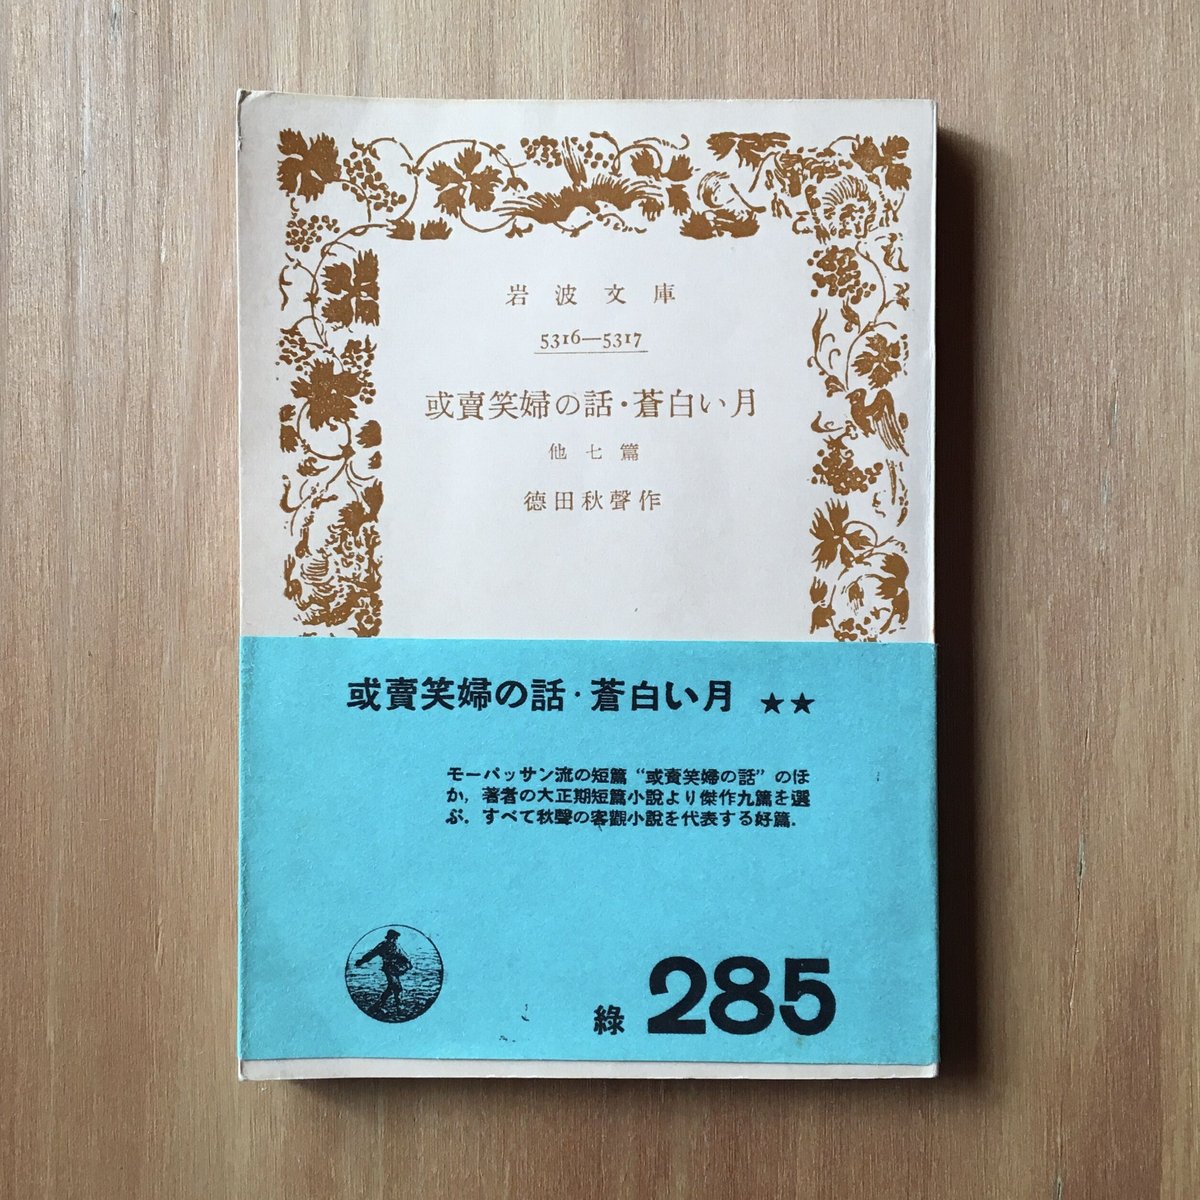 岩波文庫
5316—5317
或賣笑婦の話・蒼白い月
他七篇
徳田秋聲作
或賣笑婦の話・蒼白い月 ★★
モーパッサン流の短篇“或賣笑婦の話”のほ
か，著者の大正期短篇小說より傑作九篇を選
ぶ．すべて秋聲の客觀小說を代表する好篇．
綠 285